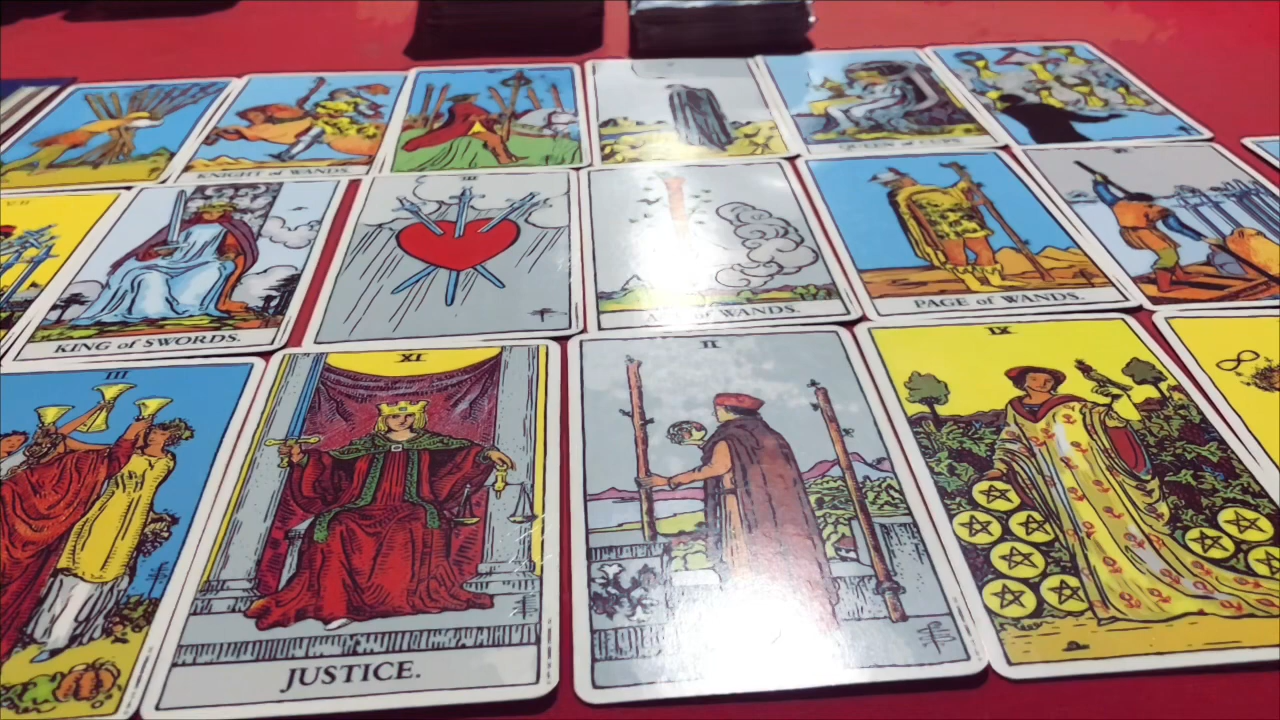 KNIGHT of WANDS.
QUEEN of CUPS.
VII
KING of SWORDS.
III
WANDS.
PAGE of WANDS.
III
XI
JUSTICE.
II
IX